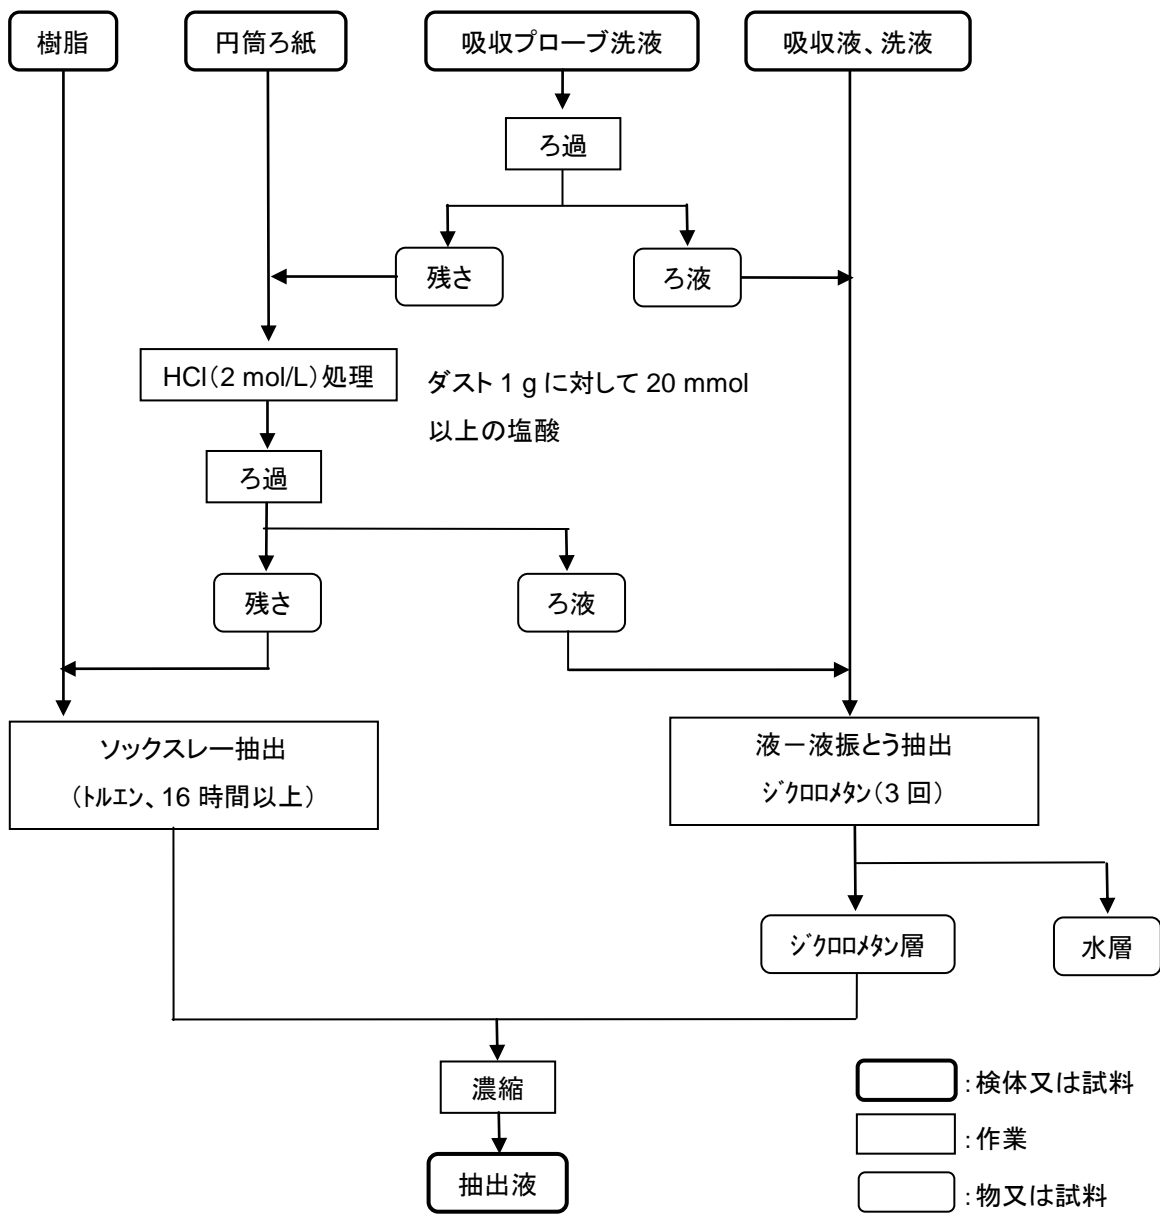 樹脂
円筒ろ紙
吸収プローブ洗液
吸収液、洗液
ろ過
残さ
ろ液
HCl（2 mol/L）処理
ダスト 1 g に対して 20 mmol
以上の塩酸
ろ過
残さ
ろ液
ソックスレー抽出
（ﾄﾙｴﾝ、16 時間以上）
液－液振とう抽出
ｼﾞｸﾛﾛﾒﾀﾝ（3 回）
ｼﾞｸﾛﾛﾒﾀﾝ層
水層
濃縮
抽出液
：検体又は試料
：作業
：物又は試料